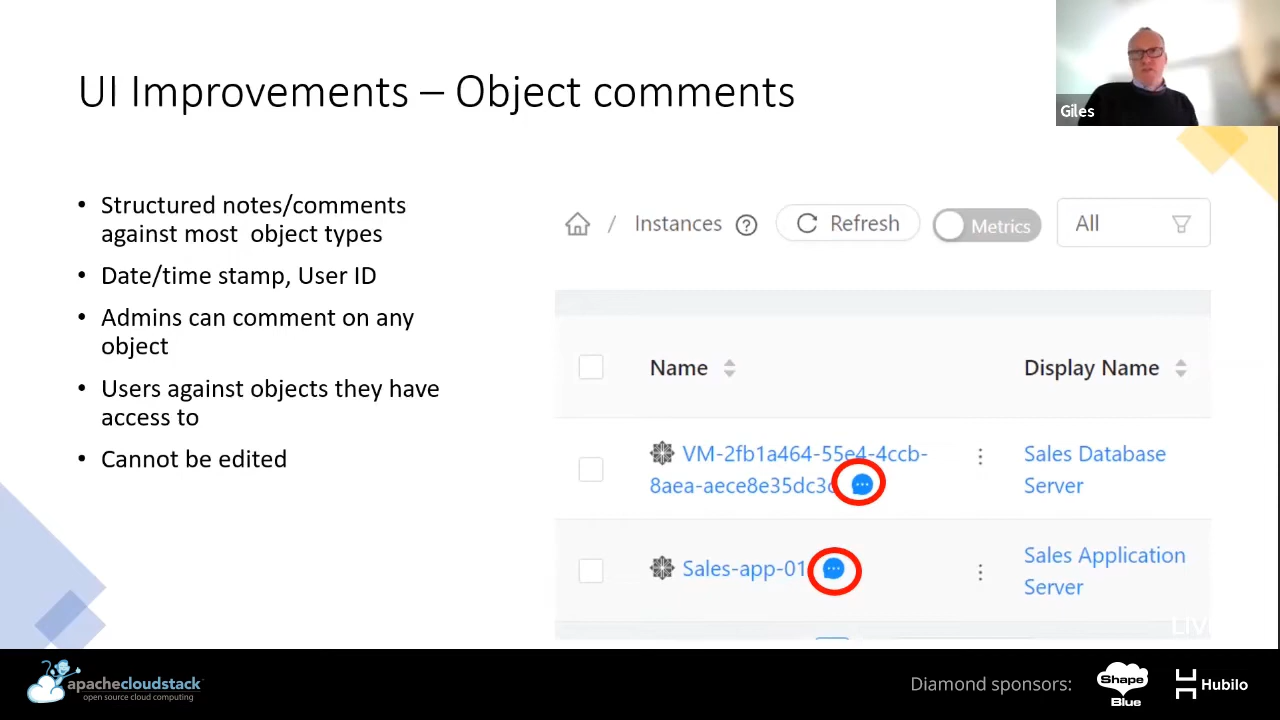 UI Improvements – Object comments
Giles
• Structured notes/comments
against most object types
• Date/time stamp, User ID
• Admins can comment on any
object
• Users against objects they have
access to
• Cannot be edited
/ Instances ? Refresh Metrics All
Name Display Name
VM-2fb1a464-55e4-4ccb-
8aea-aece8e35dc3
Sales Database
Server
Sales-app-01
Sales Application
Server
LIVE
apachecloudstack
open source cloud computing
Diamond sponsors:
Shape
Blue
Hubilo